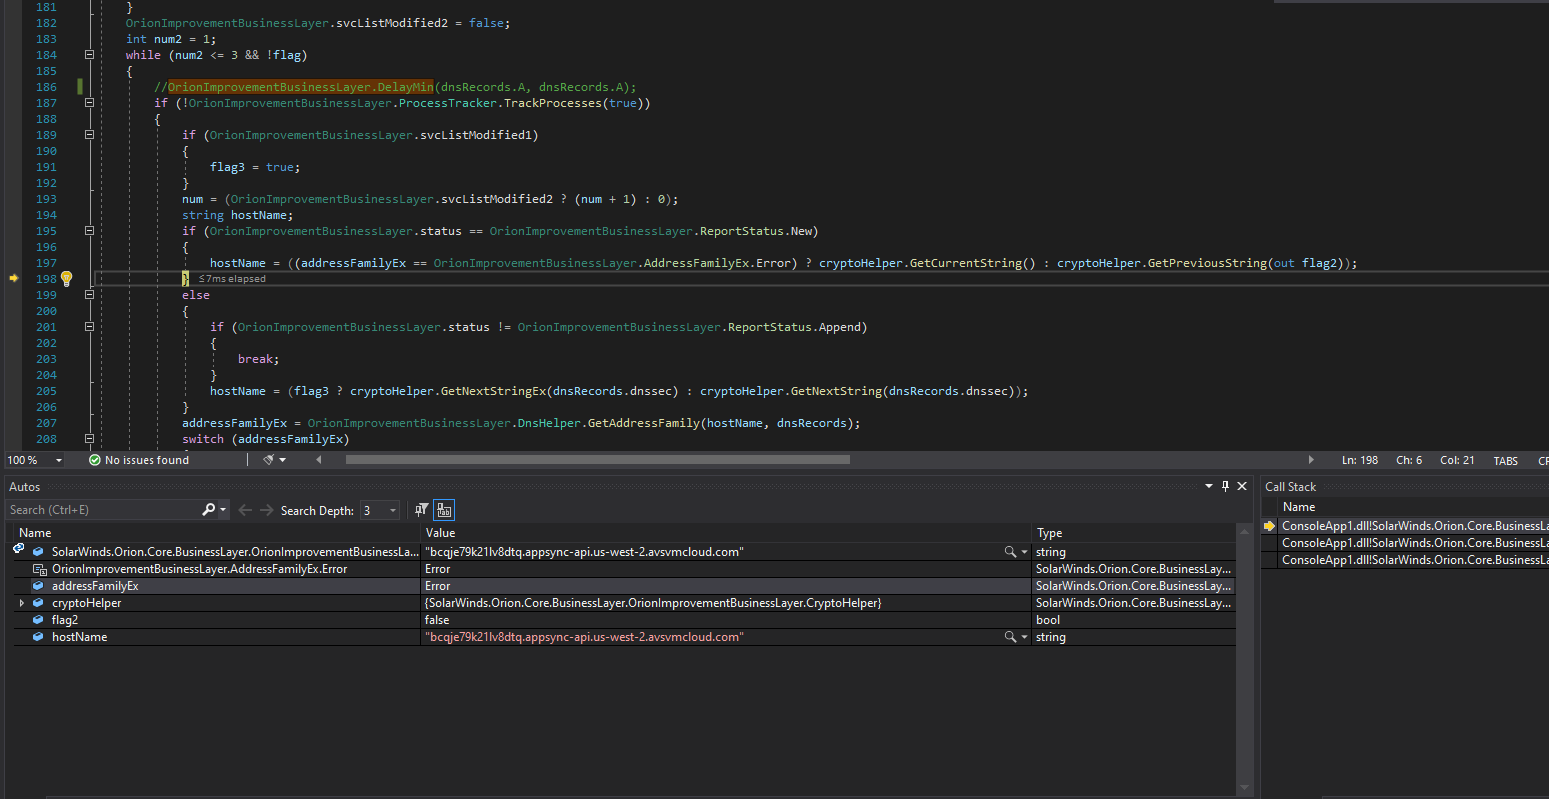 181 }
182 OrionImprovementBusinessLayer.svcListModified2 = false;
183 int num2 = 1;
184 while (num2 <= 3 && !flag)
185 {
186 //OrionImprovementBusinessLayer.DelayMin(dnsRecords.A, dnsRecords.A);
187 if (!OrionImprovementBusinessLayer.ProcessTracker.TrackProcesses(true))
188 {
189 if (OrionImprovementBusinessLayer.svcListModified1)
190 {
191 flag3 = true;
192 }
193 num = (OrionImprovementBusinessLayer.svcListModified2 ? (num + 1) : 0);
194 string hostName;
195 if (OrionImprovementBusinessLayer.status == OrionImprovementBusinessLayer.ReportStatus.New)
196 {
197 hostName = ((addressFamilyEx == OrionImprovementBusinessLayer.AddressFamilyEx.Error) ? cryptoHelper.GetCurrentString() : cryptoHelper.GetPreviousString(out flag2));
198 } ≤7ms elapsed
199 else
200 {
201 if (OrionImprovementBusinessLayer.status != OrionImprovementBusinessLayer.ReportStatus.Append)
202 {
203 break;
204 }
205 hostName = (flag3 ? cryptoHelper.GetNextStringEx(dnsRecords.dnssec) : cryptoHelper.GetNextString(dnsRecords.dnssec));
206 }
207 addressFamilyEx = OrionImprovementBusinessLayer.DnsHelper.GetAddressFamily(hostName, dnsRecords);
208 switch (addressFamilyEx)
100 % No issues found Ln: 198 Ch: 6 Col: 21 TABS CR
Autos
Search (Ctrl+E) Search Depth: 3
Name Value Type
SolarWinds.Orion.Core.BusinessLayer.OrionImprovementBusinessLa... "bcqje79k21lv8dtq.appsync-api.us-west-2.avsvmcloud.com" string
OrionImprovementBusinessLayer.AddressFamilyEx.Error Error SolarWinds.Orion.Core.BusinessLay...
addressFamilyEx Error SolarWinds.Orion.Core.BusinessLay...
cryptoHelper {SolarWinds.Orion.Core.BusinessLayer.OrionImprovementBusinessLayer.CryptoHelper} SolarWinds.Orion.Core.BusinessLay...
flag2 false bool
hostName "bcqje79k21lv8dtq.appsync-api.us-west-2.avsvmcloud.com" string
Call Stack
Name
ConsoleApp1.dll!SolarWinds.Orion.Core.BusinessLa
ConsoleApp1.dll!SolarWinds.Orion.Core.BusinessLa
ConsoleApp1.dll!SolarWinds.Orion.Core.BusinessLa